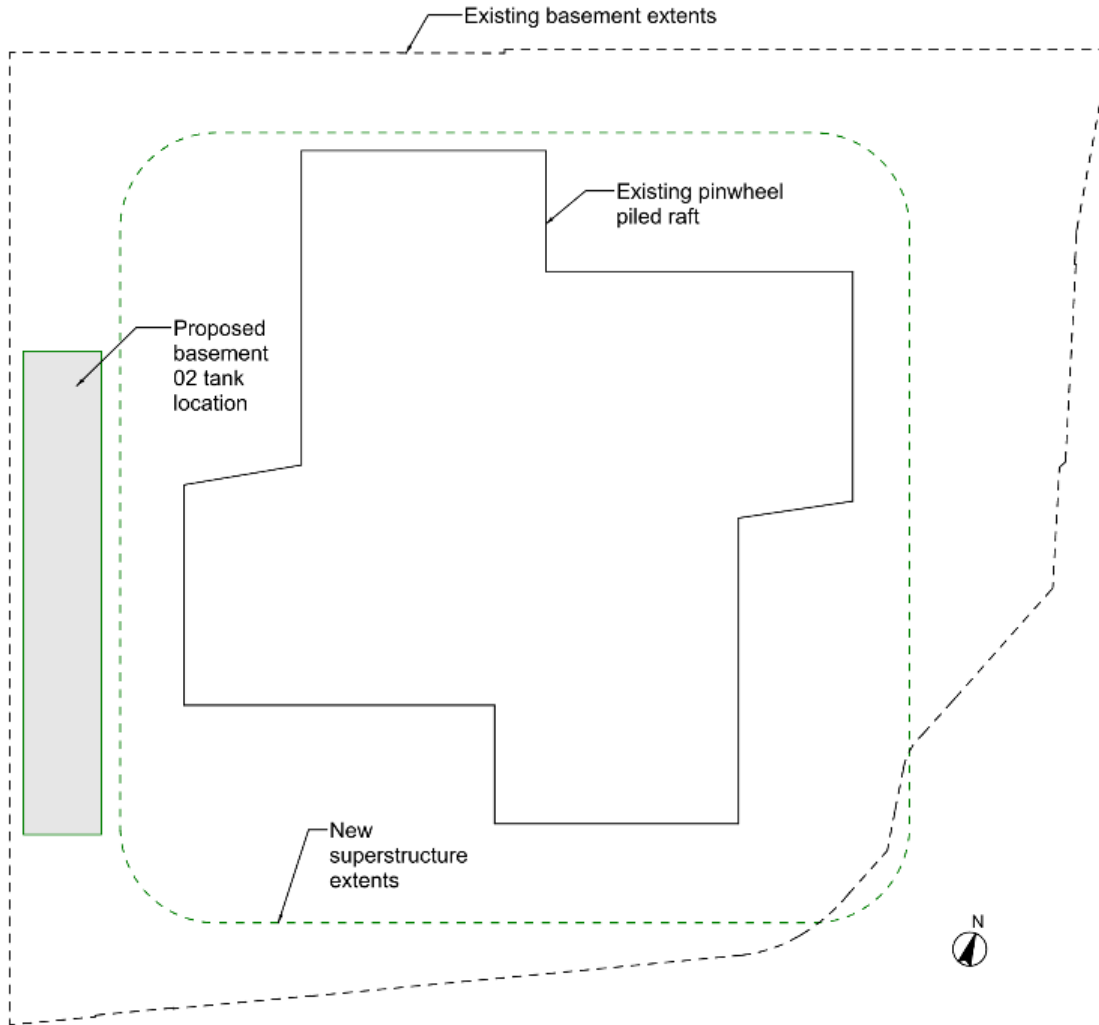 Existing basement extents
Existing pinwheel
piled raft
Proposed
basement
02 tank
location
New
superstructure
extents
N